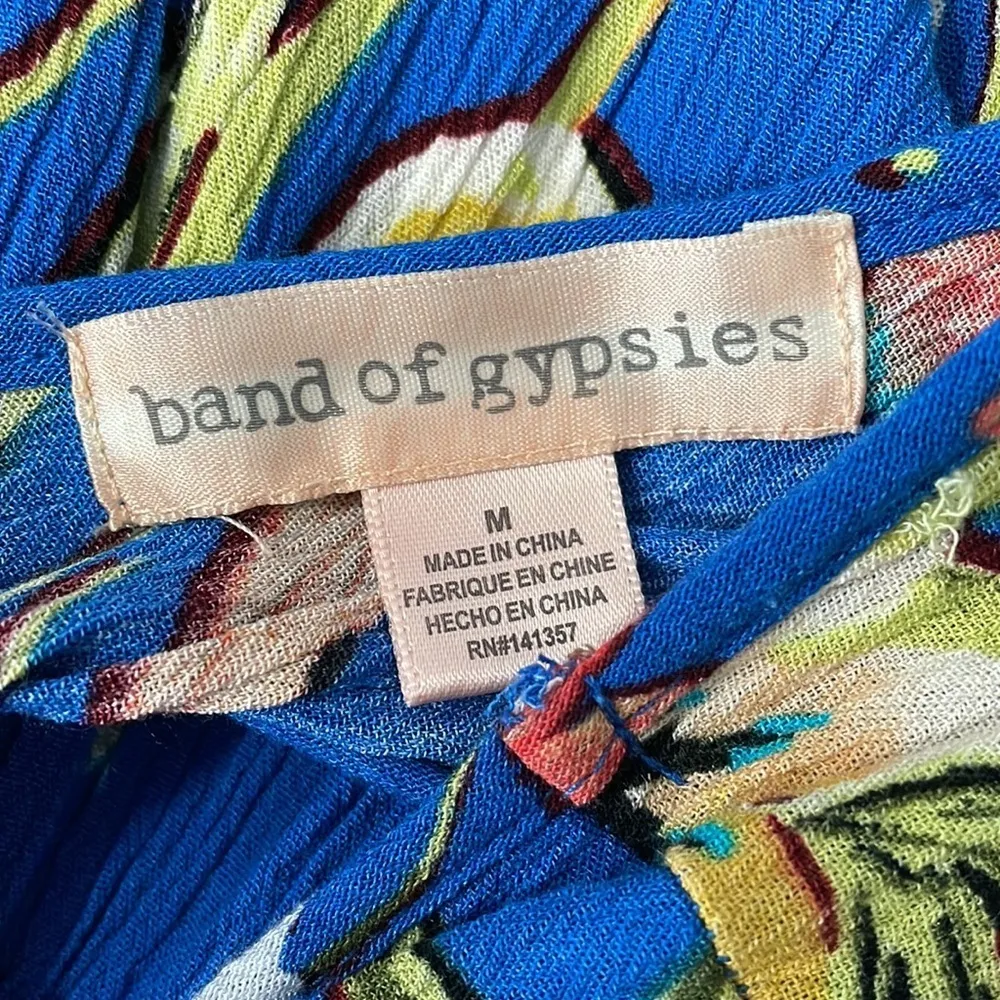 band of gypsies
M
MADE IN CHINA
FABRIQUE EN CHINE
HECHO EN CHINA
RN#141357